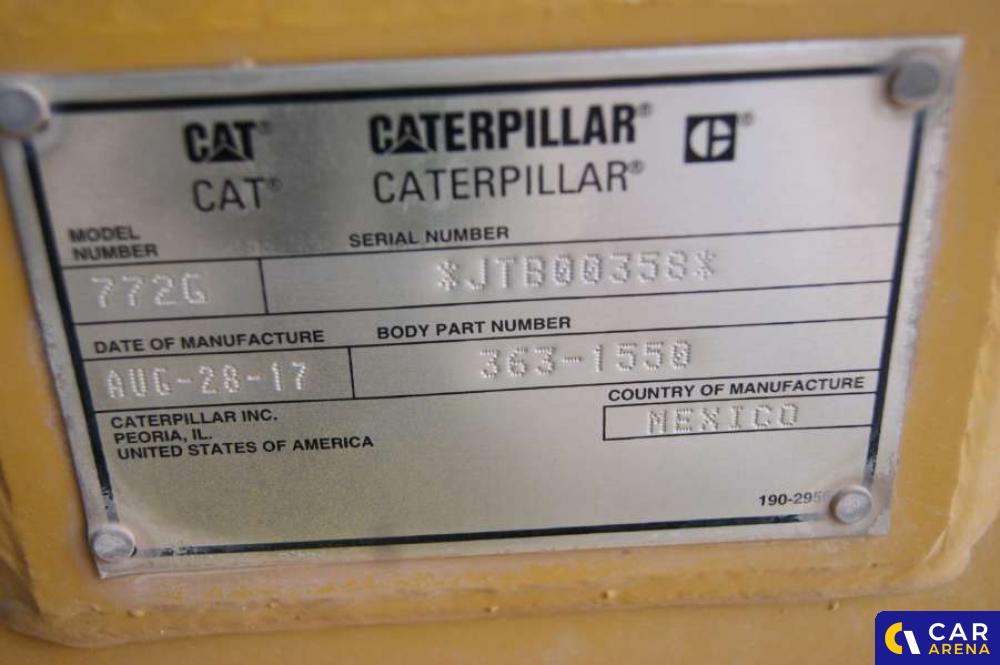 CAT® CATERPILLAR® C®
CAT® CATERPILLAR®
MODEL NUMBER
SERIAL NUMBER
772G
*JTB00358*
DATE OF MANUFACTURE
BODY PART NUMBER
AUG-28-17
363-1550
COUNTRY OF MANUFACTURE
MEXICO
CATERPILLAR INC.
PEORIA, IL.
UNITED STATES OF AMERICA
CAR
ARENA